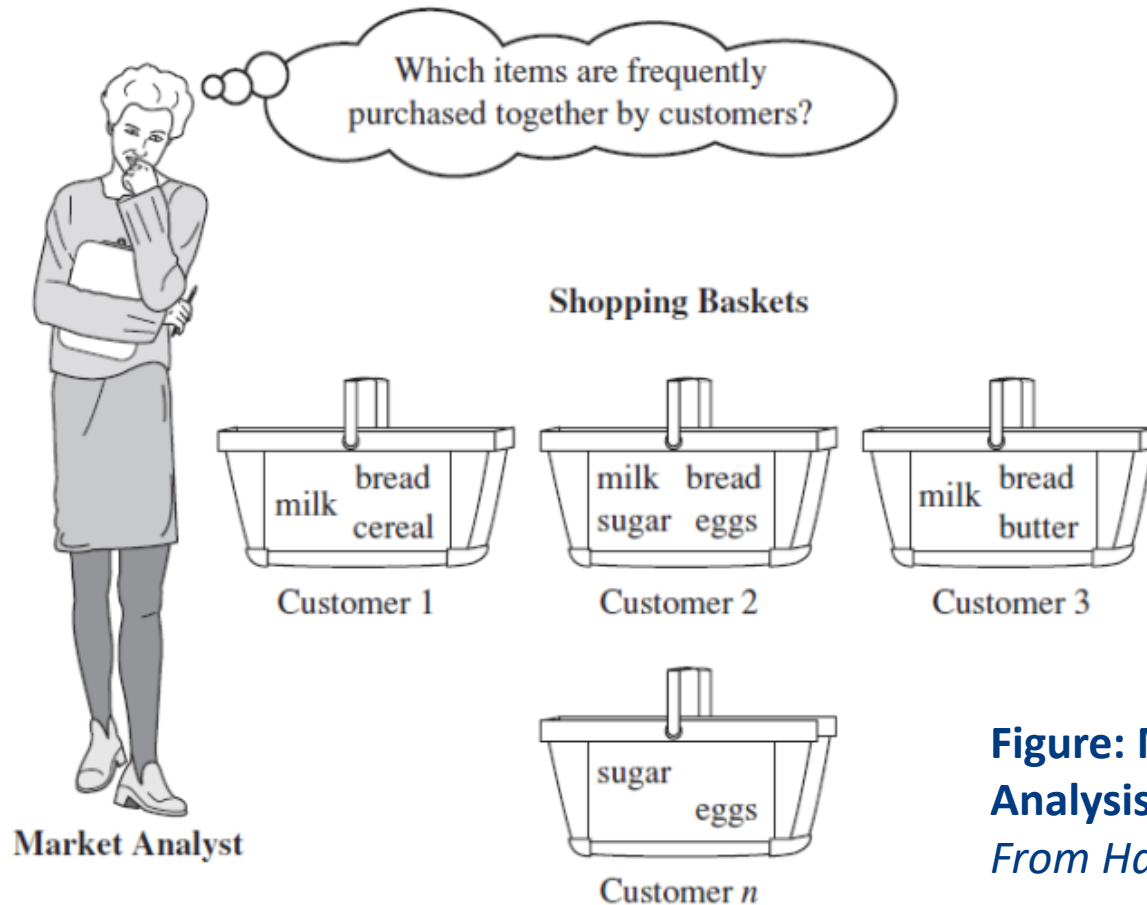 Which items are frequently
purchased together by customers?
Shopping Baskets
milk bread
cereal
Customer 1
milk bread
sugar eggs
Customer 2
milk bread
butter
Customer 3
sugar
eggs
Customer n
Market Analyst
Figure:
Analysis
From